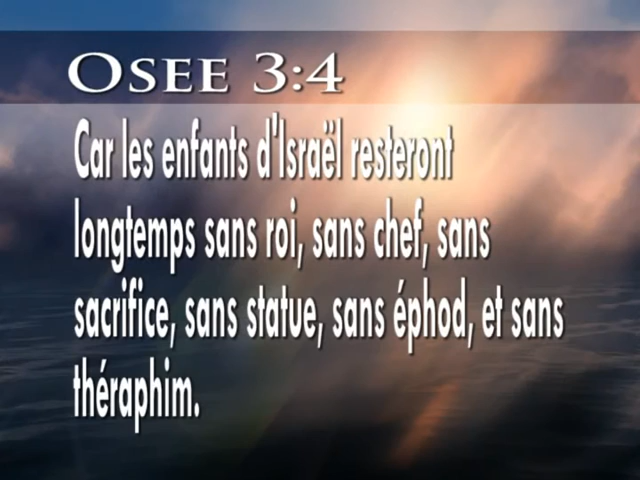 OSEE 3:4
Car les enfants d'Israël resteront
longtemps sans roi, sans chef, sans
sacrifice, sans statue, sans éphod, et sans
théraphim.